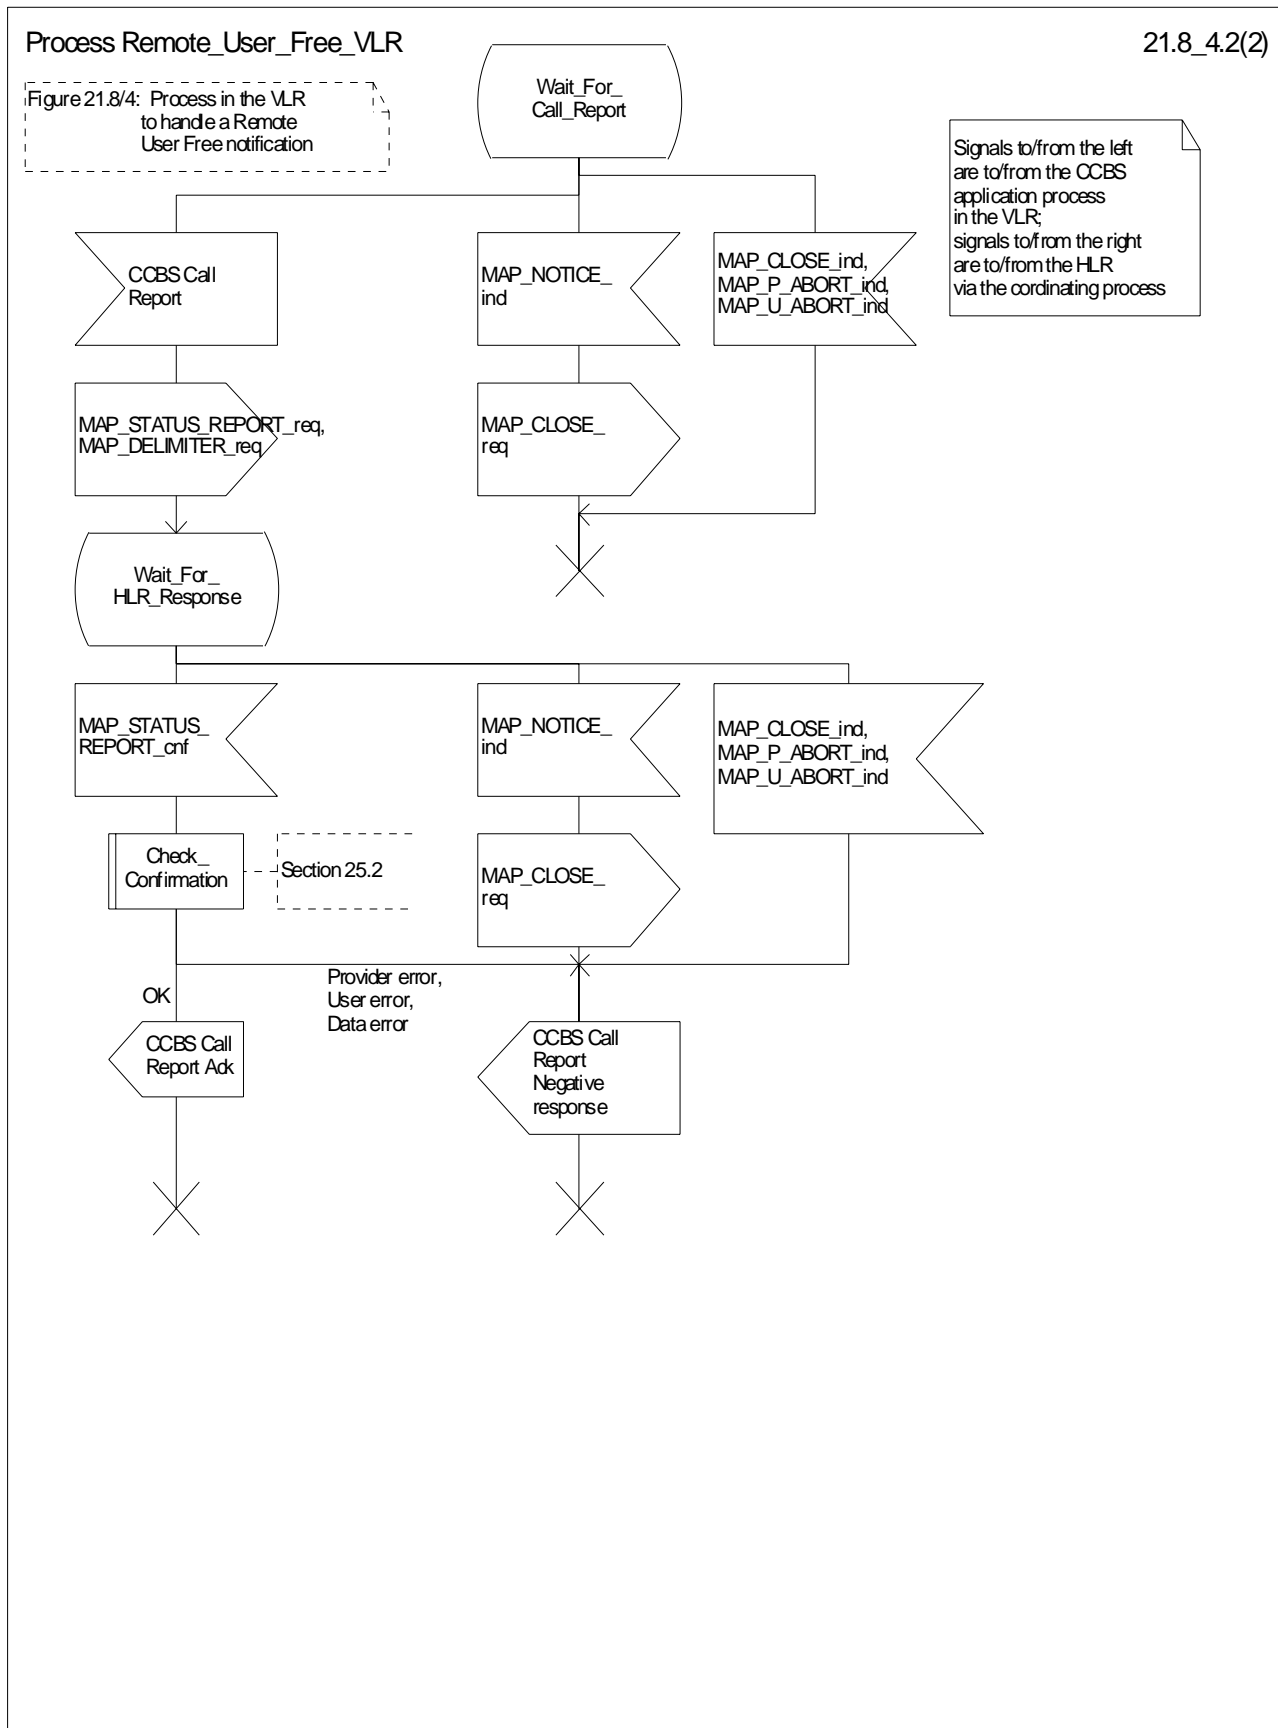 Process Remote_User_Free_VLR
21.8_4.2(2)
Figure 21.8/4: Process in the VLR
to handle a Remote
User Free notification
Wait_For_
Call_Report
Signals to/from the left
are to/from the CCBS
application process
in the VLR;
signals to/from the right
are to/from the HLR
via the cordinating process
CCBS Call
Report
MAP_NOTICE_
ind
MAP_CLOSE_ind,
MAP_P_ABORT_ind,
MAP_U_ABORT_ind
MAP_STATUS_REPORT_req,
MAP_DELIMITER_req
MAP_CLOSE_
req
Wait_For_
HLR_Response
MAP_STATUS_
REPORT_cnf
MAP_NOTICE_
ind
MAP_CLOSE_ind,
MAP_P_ABORT_ind,
MAP_U_ABORT_ind
Check_
Confirmation
Section 25.2
MAP_CLOSE_
req
Provider error,
User error,
Data error
OK
CCBS Call
Report Ack
CCBS Call
Report
Negative
response